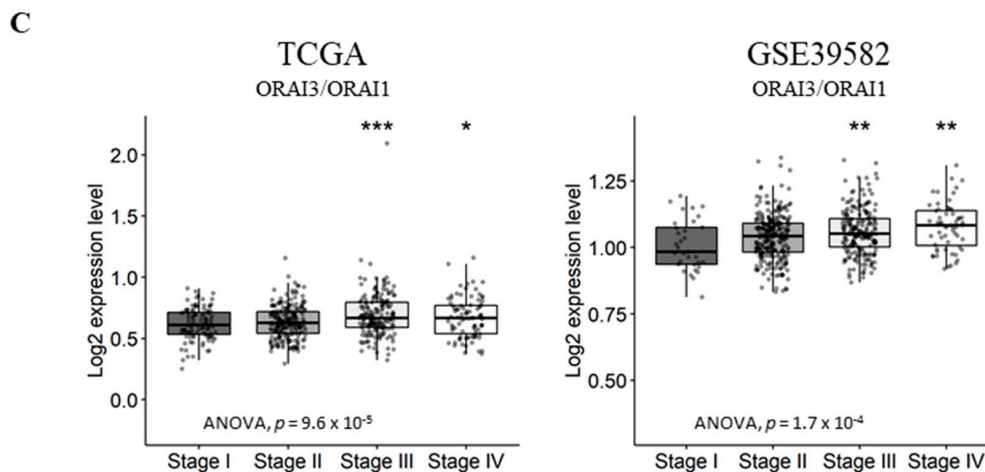 C
TCGA
ORAI3/ORAI1
Log2 expression level
2.0
1.5
1.0
0.5
0.0
***
*
ANOVA, p = 9.6 x 10-5
Stage I Stage II Stage III Stage IV
GSE39582
ORAI3/ORAI1
Log2 expression level
1.25
1.00
0.75
0.50
**
**
ANOVA, p = 1.7 x 10-4
Stage I Stage II Stage III Stage IV